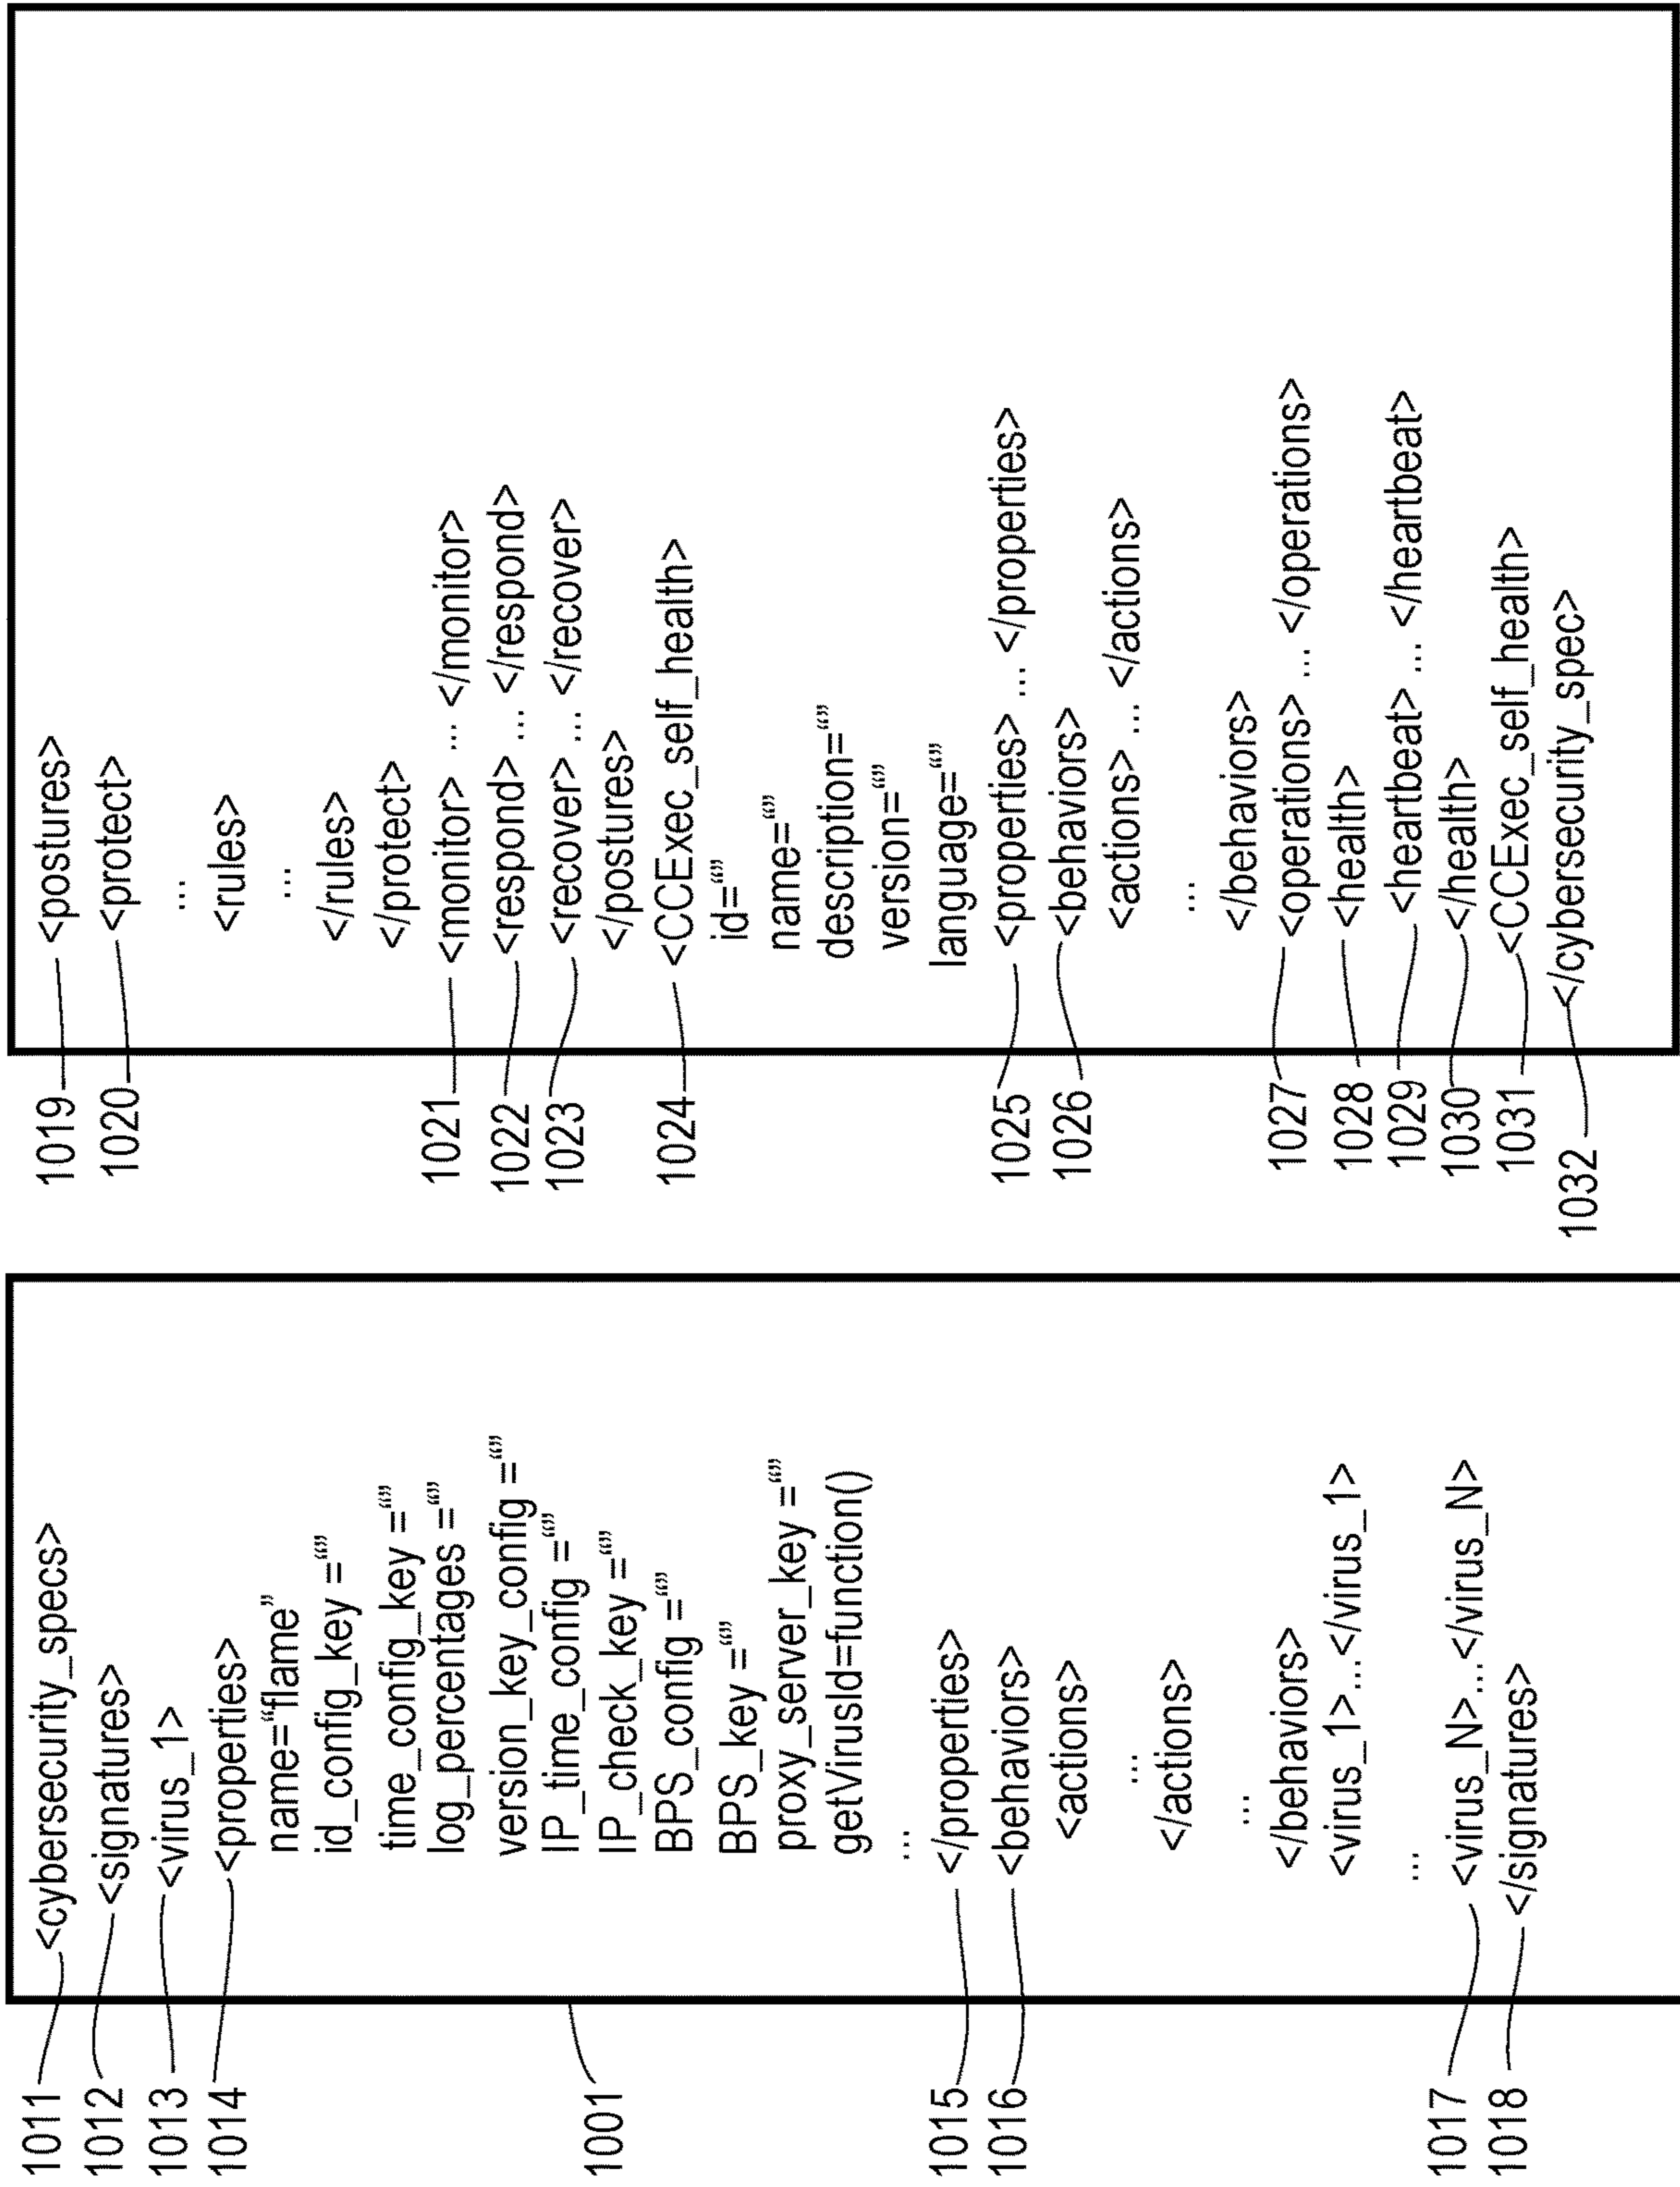 1011 <cybersecurity_specs>
1012 <signatures>
1013 <virus_1>
1014 <properties>
name=“flame”
id_config_key =“”
time_config_key =“”
log_percentages =“”
version_key_config =“”
IP_time_config =“”
1001
IP_check_key =“”
BPS_config =“”
BPS_key =“”
proxy_server_key =“”
getVirusId=function()
...
1015 </properties>
1016 <behaviors>
<actions>
...
</actions>
...
</behaviors>
<virus_1>...</virus_1>
...
1017 <virus_N>...</virus_N>
1018 </signatures>
1019 <postures>
1020 <protect>
...
<rules>
...
</rules>
</protect>
1021 <monitor> ... </monitor>
1022 <respond> ... </respond>
1023 <recover> ... </recover>
</postures>
1024 <CCExec_self_health>
id=“”
name=“”
description=“”
version=“”
language=“”
1025 <properties> ... </properties>
1026 <behaviors>
<actions> ... </actions>
...
</behaviors>
1027 <operations> ... </operations>
1028 <health>
1029 <heartbeat> ... </heartbeat>
1030 </health>
1031 <CCExec_self_health>
1032 </cybersecurity_spec>